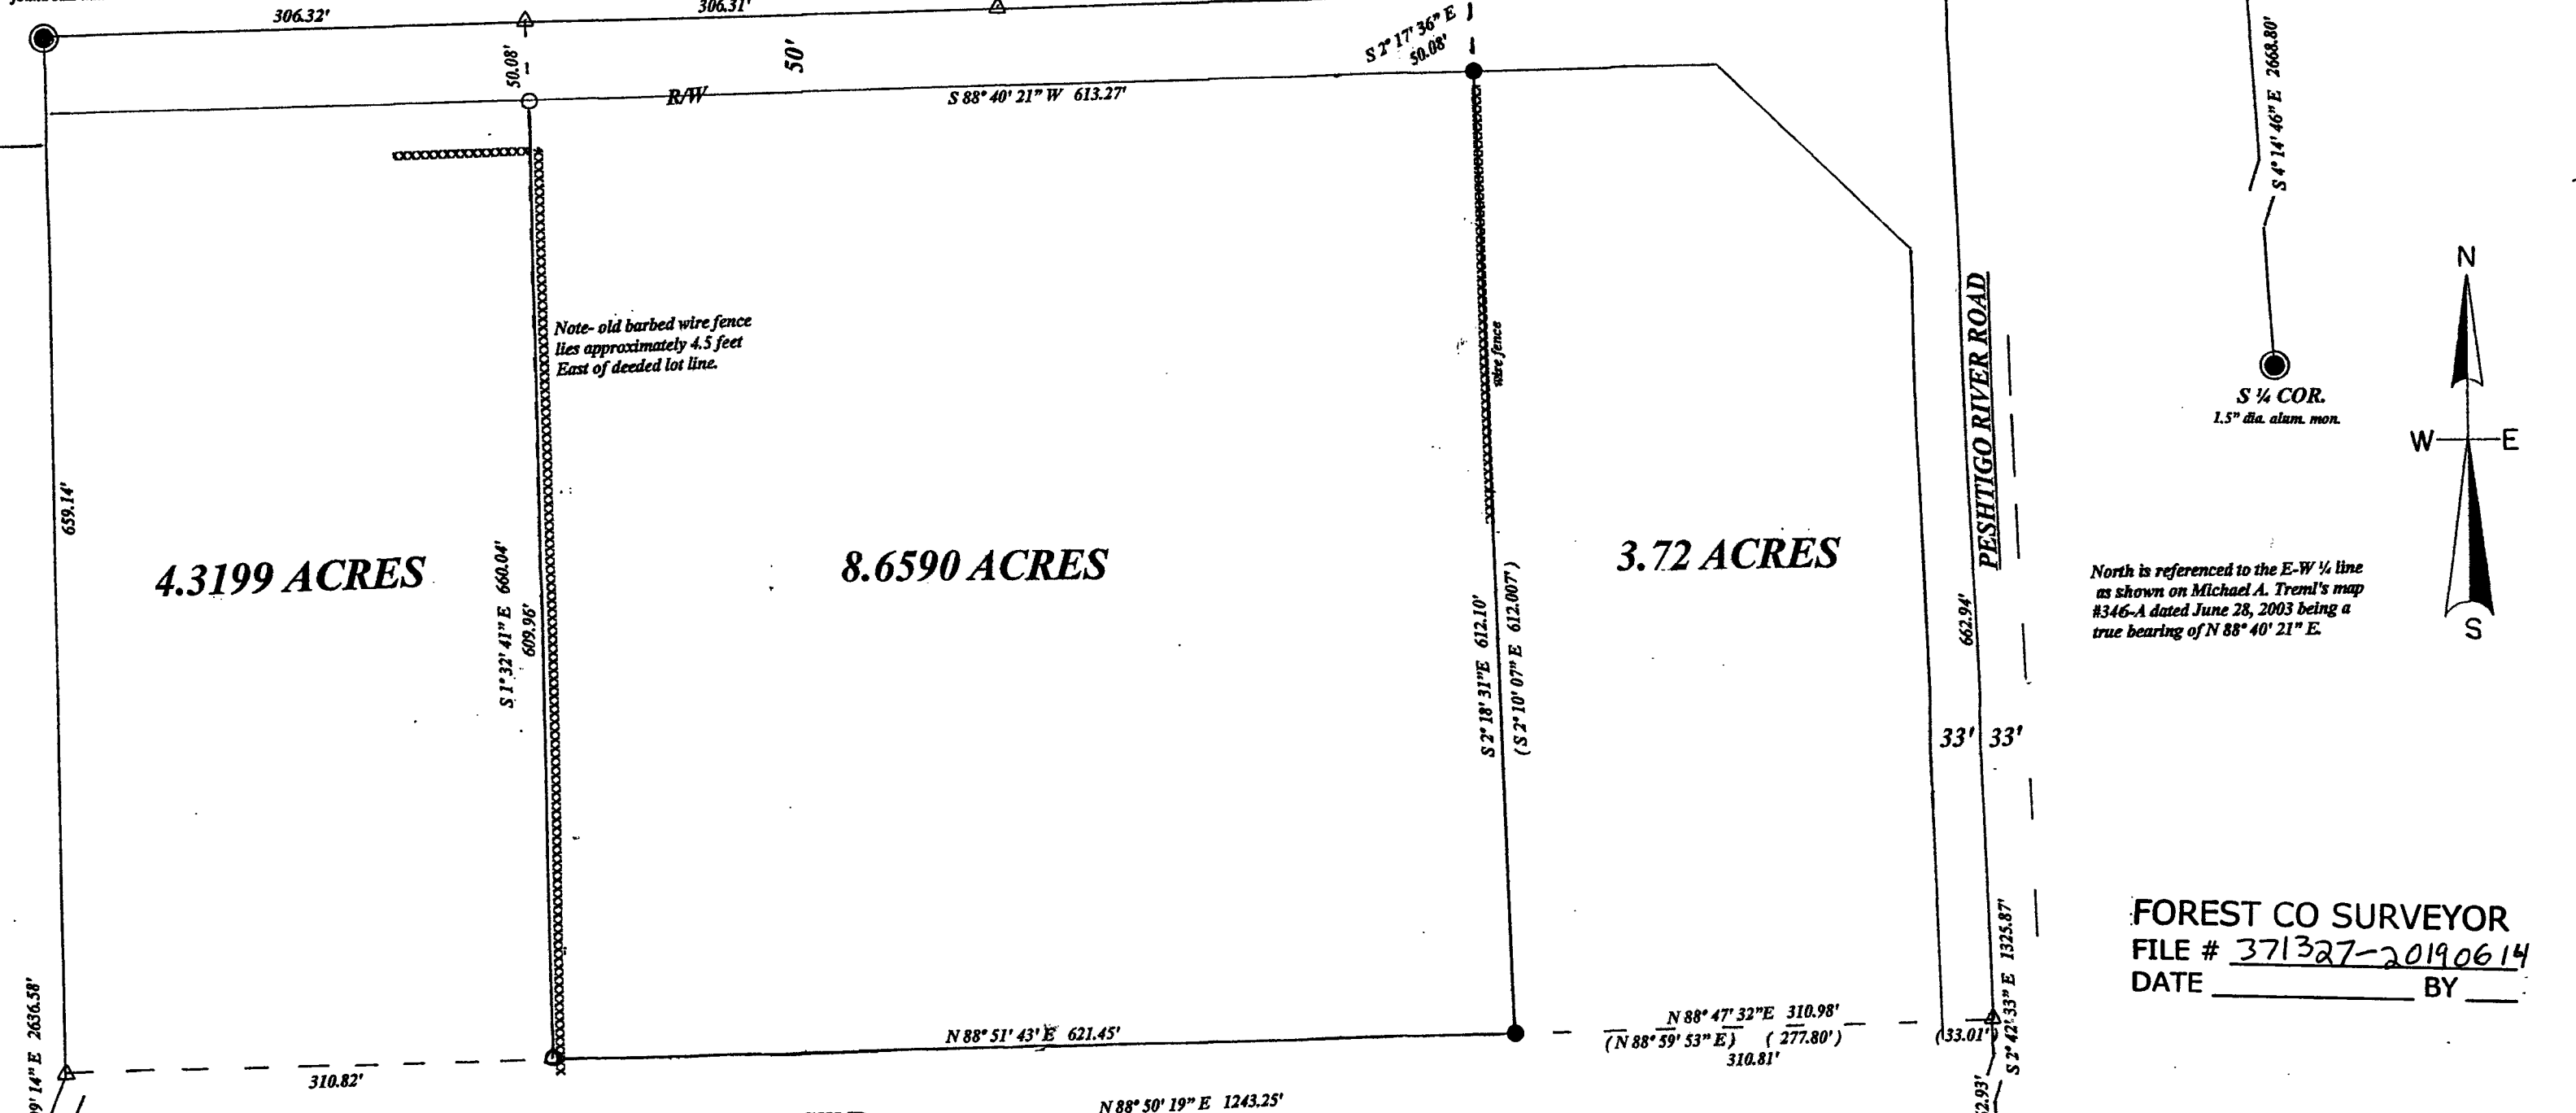 306.32'
306.31'
50.08'
50'
S 2° 17' 36" E
50.08'
R/W
S 88° 40' 21" W 613.27'
S 4° 14' 46" E 2668.80'
N
W E
S
S ¼ COR.
1.5" dia. alum. mon.
Note- old barbed wire fence
lies approximately 4.5 feet
East of deeded lot line.
wire fence
PESHTIGO RIVER ROAD
659.14'
4.3199 ACRES
S 1° 32' 41" E 660.04'
609.96'
8.6590 ACRES
S 2° 18' 31"E 612.10'
(S 2° 10' 07" E 612.007')
3.72 ACRES
662.94'
33' 33'
North is referenced to the E-W ¼ line
as shown on Michael A. Treml's map
#346-A dated June 28, 2003 being a
true bearing of N 88° 40' 21" E.
FOREST CO SURVEYOR
FILE # 371327-20190614
DATE BY
14" E 2636.58'
310.82'
N 88° 51' 43' E 621.45'
N 88° 47' 32"E 310.98'
(N 88° 59' 53" E) (277.80')
310.81'
(33.01')
S 2° 42' 33" E 1325.87'
2.93'
N 88° 50' 19" E 1243.25'